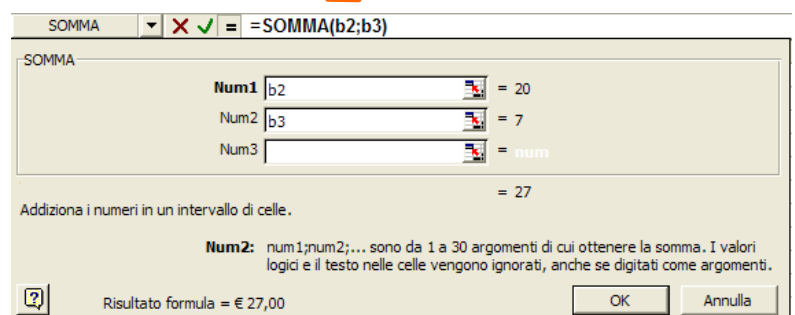 SOMMA = =SOMMA(b2;b3)
SOMMA
Num1 b2 = 20
Num2 b3 = 7
Num3 = num
= 27
Addiziona i numeri in un intervallo di celle.
Num2: num1;num2;... sono da 1 a 30 argomenti di cui ottenere la somma. I valori
logici e il testo nelle celle vengono ignorati, anche se digitati come argomenti.
? Risultato formula = € 27,00 OK Annulla